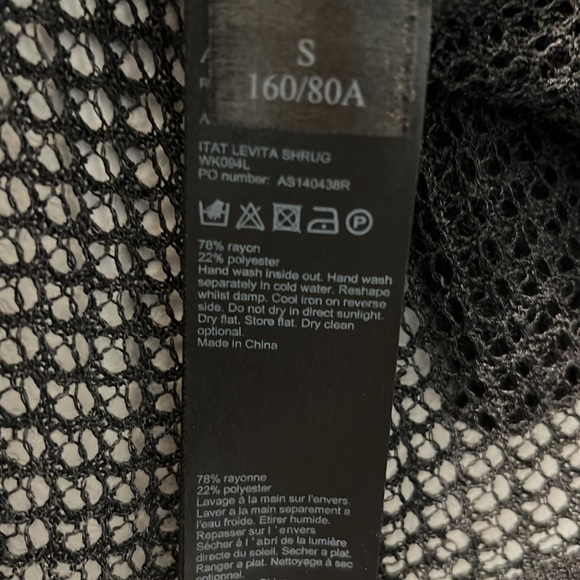 S
160/80A
ITAT LEVITA SHRUG
WK094L
PO number: AS140438R
P
78% rayon
22% polyester
Hand wash inside out. Hand wash
separately in cold water. Reshape
whilst damp. Cool iron on reverse
side. Do not dry in direct sunlight.
Dry flat. Store flat. Dry clean
optional.
Made in China
78% rayonne
22% polyester
Lavage à la main sur l'envers.
Laver a la main separement a
l'eau froide. Etirer humide.
Repasser sur l'envers
Sécher à l'abri de la lumière
directe du soleil. Secher a plat.
Ranger a plat. Nettoyage à sec
optionnel.